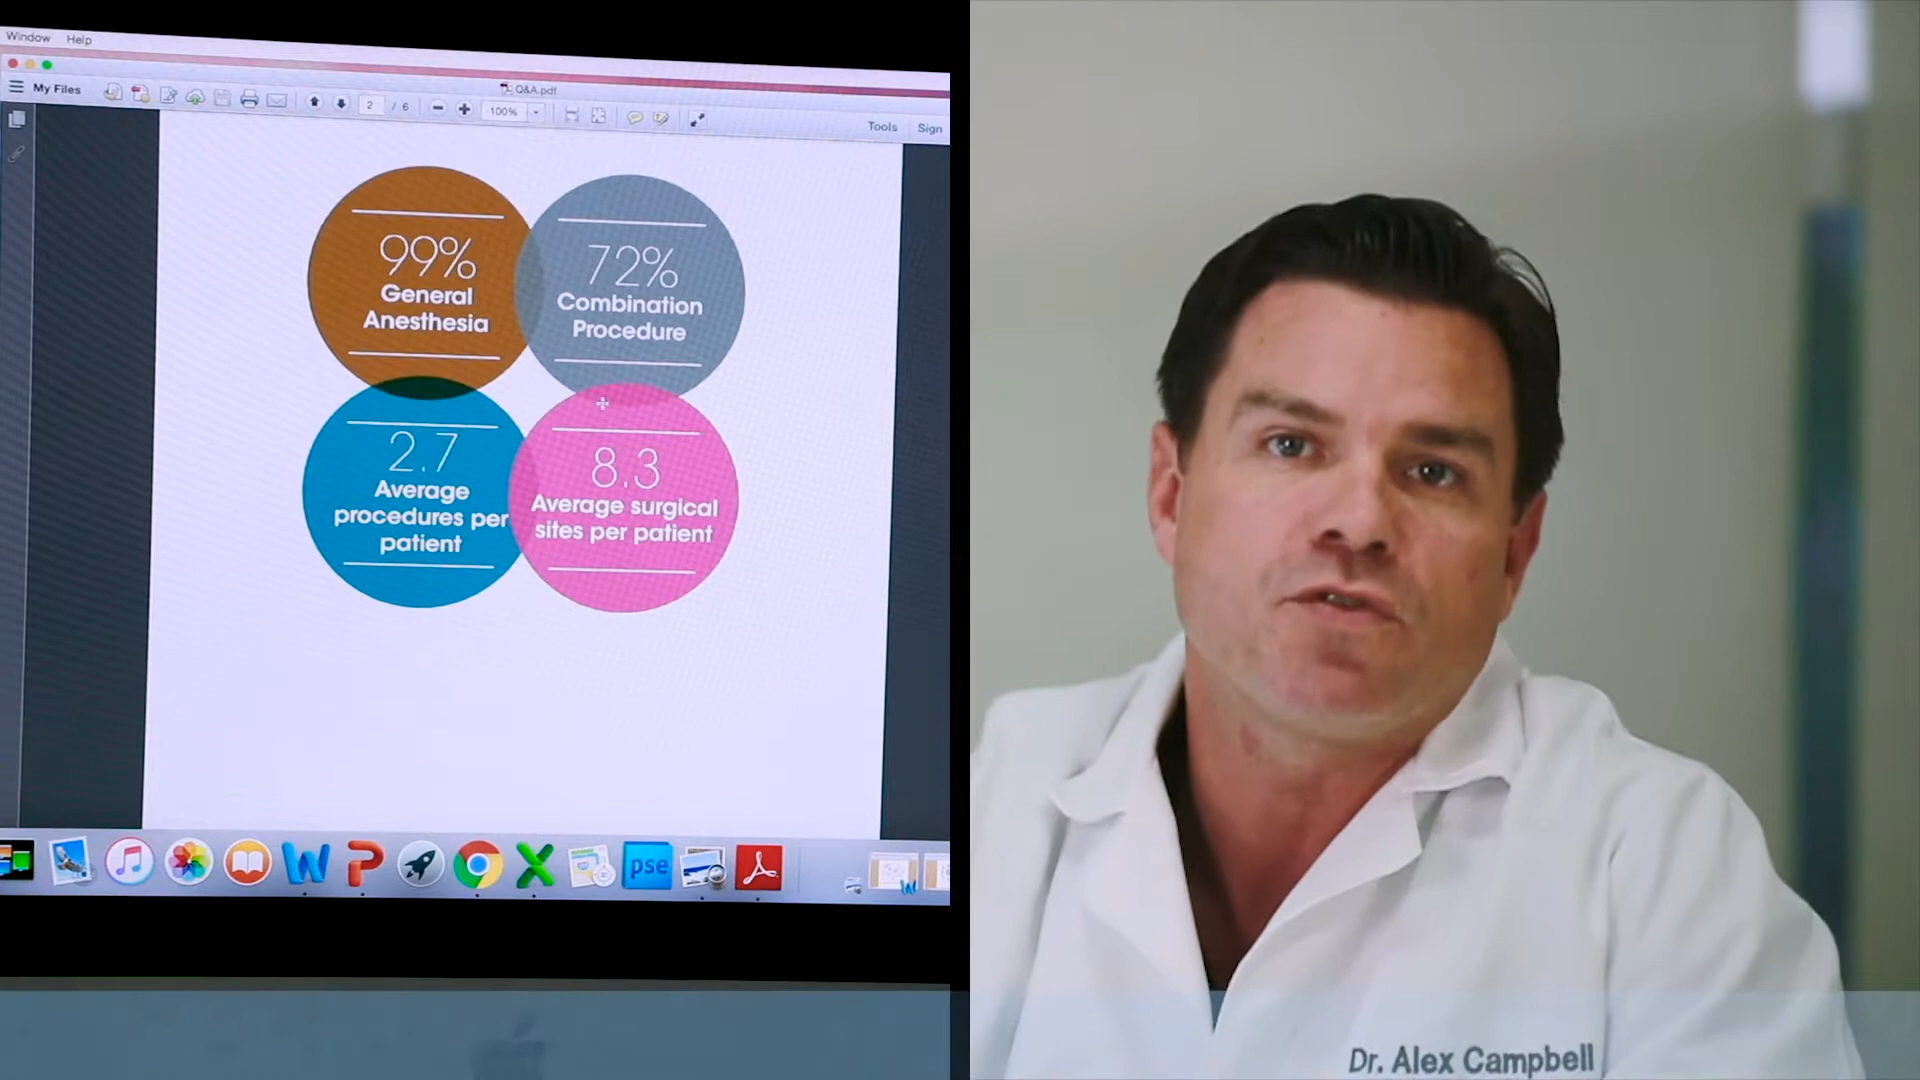 Window Help
My Files
Q&A.pdf
2 / 6
100%
Tools
Sign
99%
General
Anesthesia
72%
Combination
Procedure
2.7
Average
procedures per
patient
8.3
Average surgical
sites per patient
pse
Dr. Alex Campbell